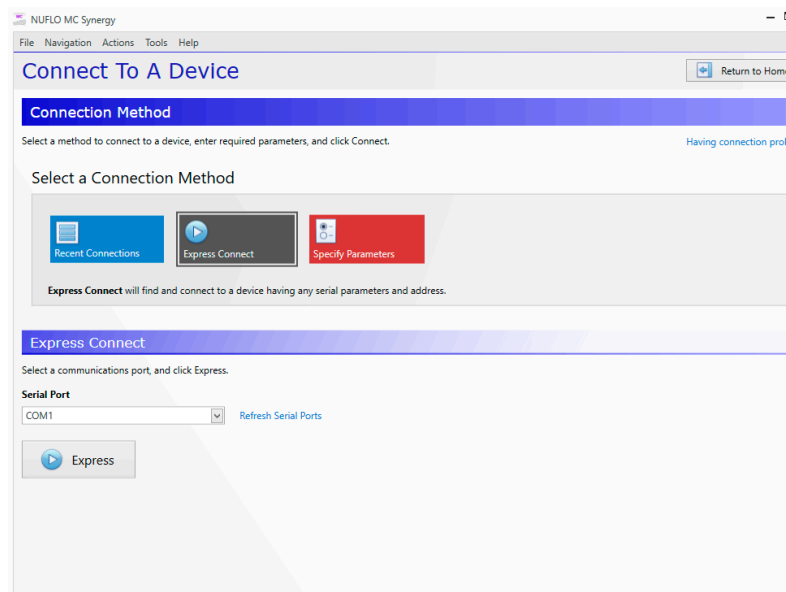 NUFLO MC Synergy
File Navigation Actions Tools Help
Connect To A Device
Return to Hom
Connection Method
Select a method to connect to a device, enter required parameters, and click Connect.
Having connection prol
Select a Connection Method
Recent Connections
Express Connect
Specify Parameters
Express Connect will find and connect to a device having any serial parameters and address.
Express Connect
Select a communications port, and click Express.
Serial Port
COM1
Refresh Serial Ports
Express